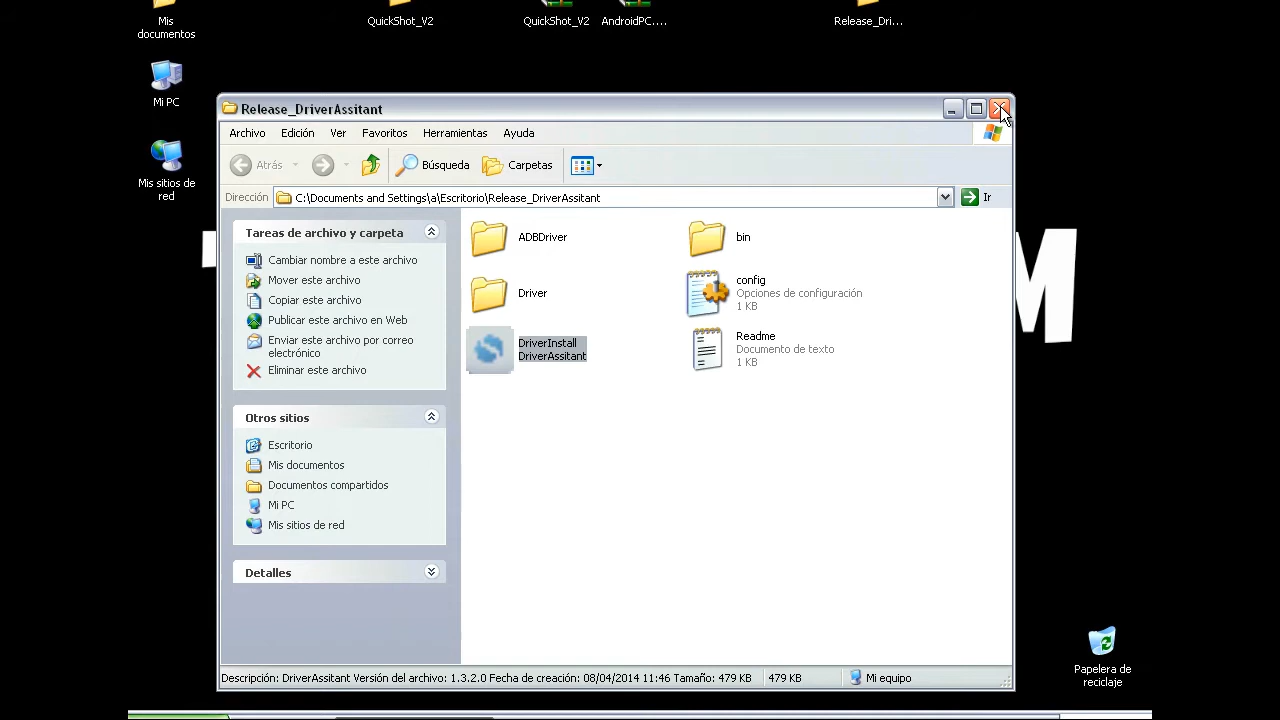 Mis
documentos
QuickShot_V2
QuickShot_V2
AndroidPC....
Release_Dri...
Mi PC
Mis sitios de
red
Release_DriverAssitant
Archivo Edición Ver Favoritos Herramientas Ayuda
Atrás Búsqueda Carpetas
Dirección C:\Documents and Settings\a\Escritorio\Release_DriverAssitant Ir
Tareas de archivo y carpeta
Cambiar nombre a este archivo
Mover este archivo
Copiar este archivo
Publicar este archivo en Web
Enviar este archivo por correo
electrónico
Eliminar este archivo
Otros sitios
Escritorio
Mis documentos
Documentos compartidos
Mi PC
Mis sitios de red
Detalles
ADBDriver
bin
Driver
config
Opciones de configuración
1 KB
DriverInstall
DriverAssitant
Readme
Documento de texto
1 KB
M
Descripción: DriverAssitant Versión del archivo: 1.3.2.0 Fecha de creación: 08/04/2014 11:46 Tamaño: 479 KB 479 KB Mi equipo
Papelera de
reciclaje